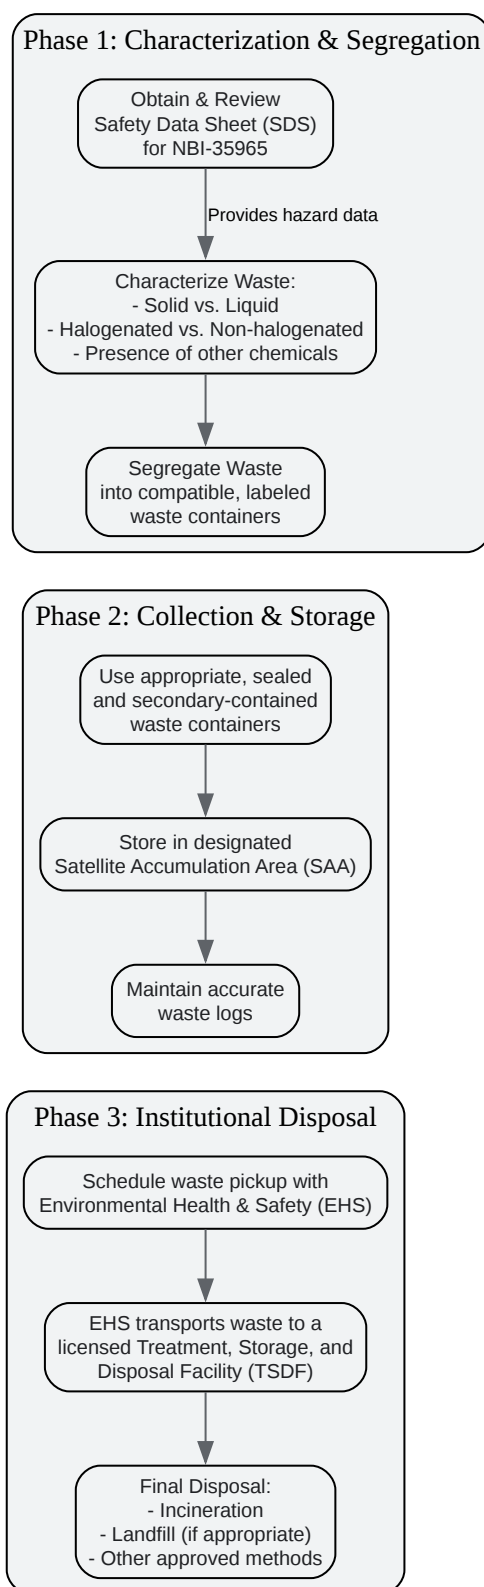 Phase 1: Characterization & Segregation
Obtain & Review
Safety Data Sheet (SDS)
for NBI-35965
Provides hazard data
Characterize Waste:
- Solid vs. Liquid
- Halogenated vs. Non-halogenated
- Presence of other chemicals
Segregate Waste
into compatible, labeled
waste containers
Phase 2: Collection & Storage
Use appropriate, sealed
and secondary-contained
waste containers
Store in designated
Satellite Accumulation Area (SAA)
Maintain accurate
waste logs
Phase 3: Institutional Disposal
Schedule waste pickup with
Environmental Health & Safety (EHS)
EHS transports waste to a
licensed Treatment, Storage, and
Disposal Facility (TSDF)
Final Disposal:
- Incineration
- Landfill (if appropriate)
- Other approved methods